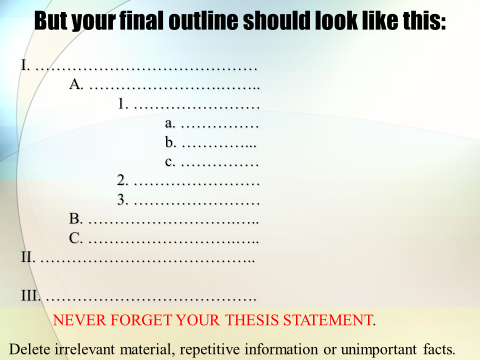 But your final outline should look like this:
I. ……………………………………
A. …………………….……..
1. ……………………
a. ……………
b. …………...
c. ……………
2. ……………………
3. ……………………
B. ……………………….…..
C. ……………………….…..
II. …………………………………..
III. ………………………………….
NEVER FORGET YOUR THESIS STATEMENT.
Delete irrelevant material, repetitive information or unimportant facts.